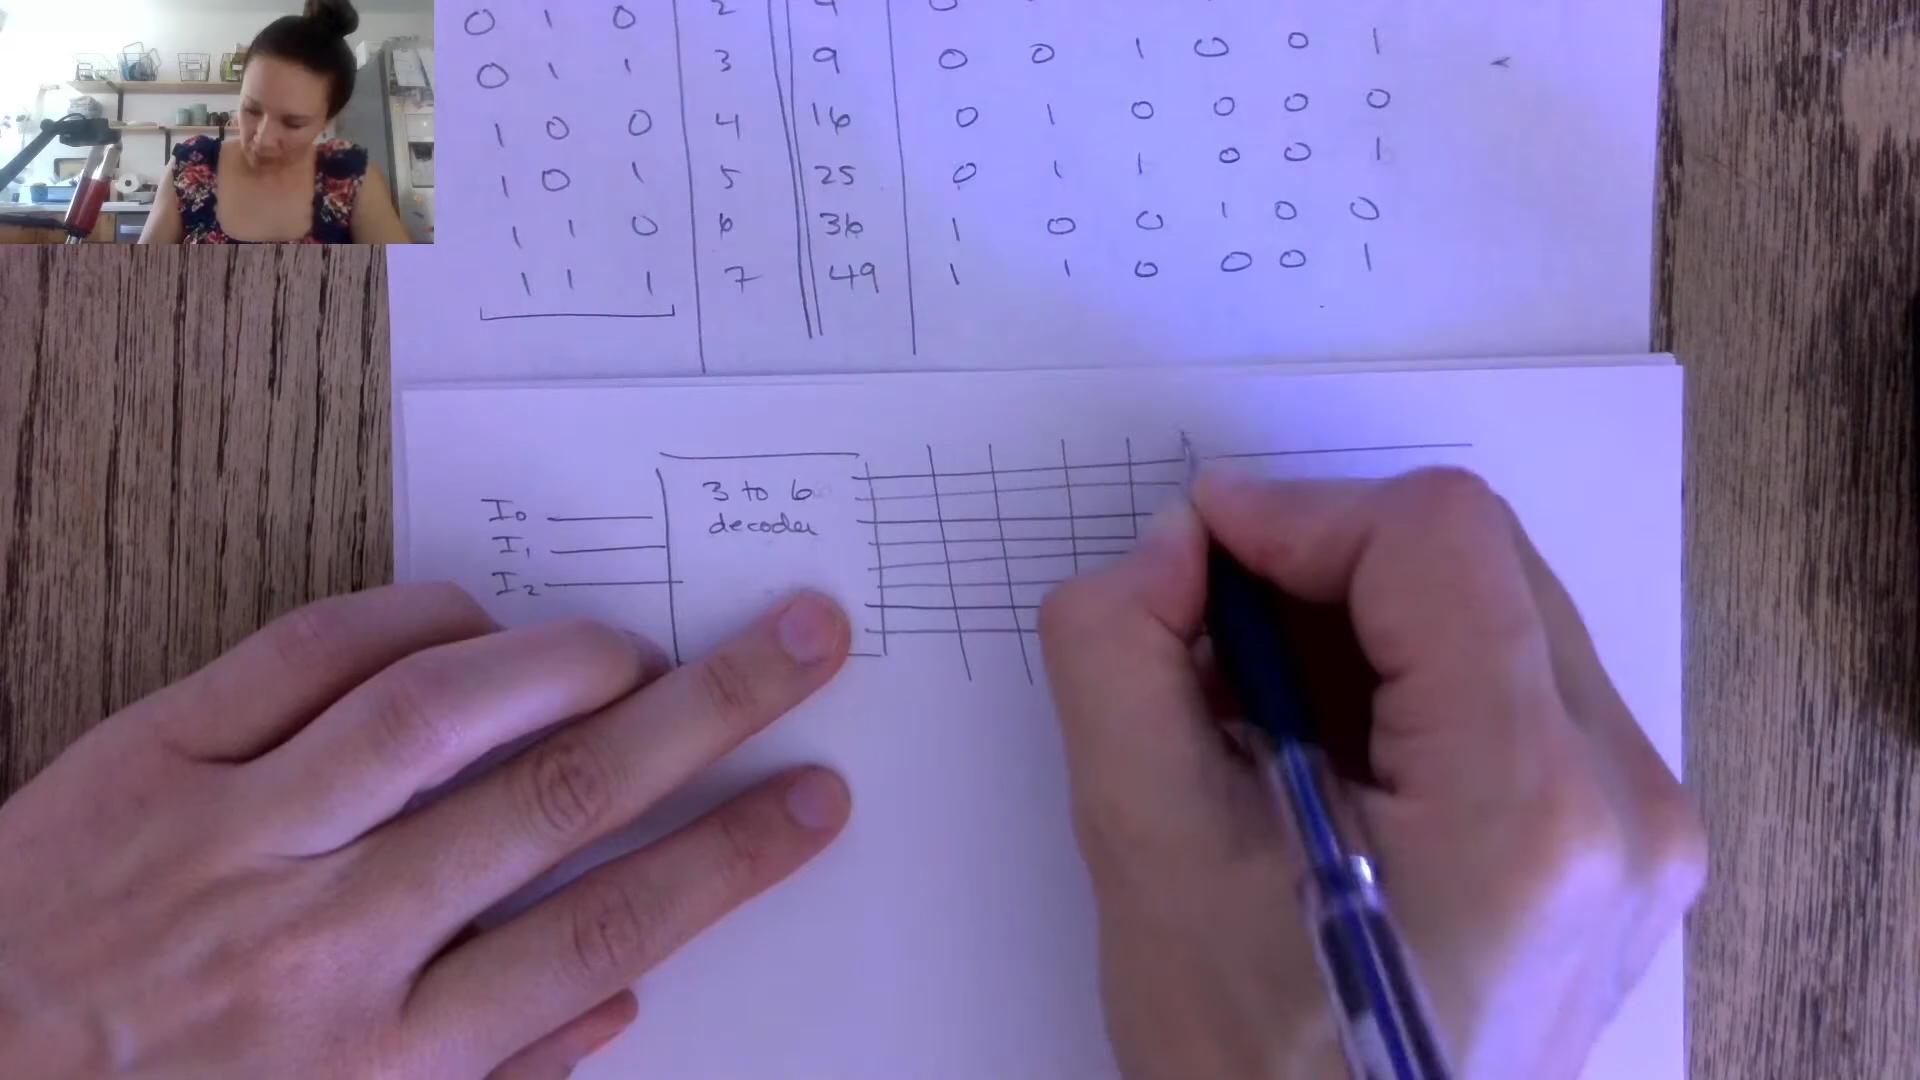 0 1 0 2 4 0
0 1 1 3 9 0 0 1 0 0 1
1 0 0 4 16 0 1 0 0 0 0
1 0 1 5 25 0 1 1 0 0 1
1 1 0 6 36 1 0 0 1 0 0
1 1 1 7 49 1 1 0 0 0 1
3 to 6
decoder
I0
I1
I2